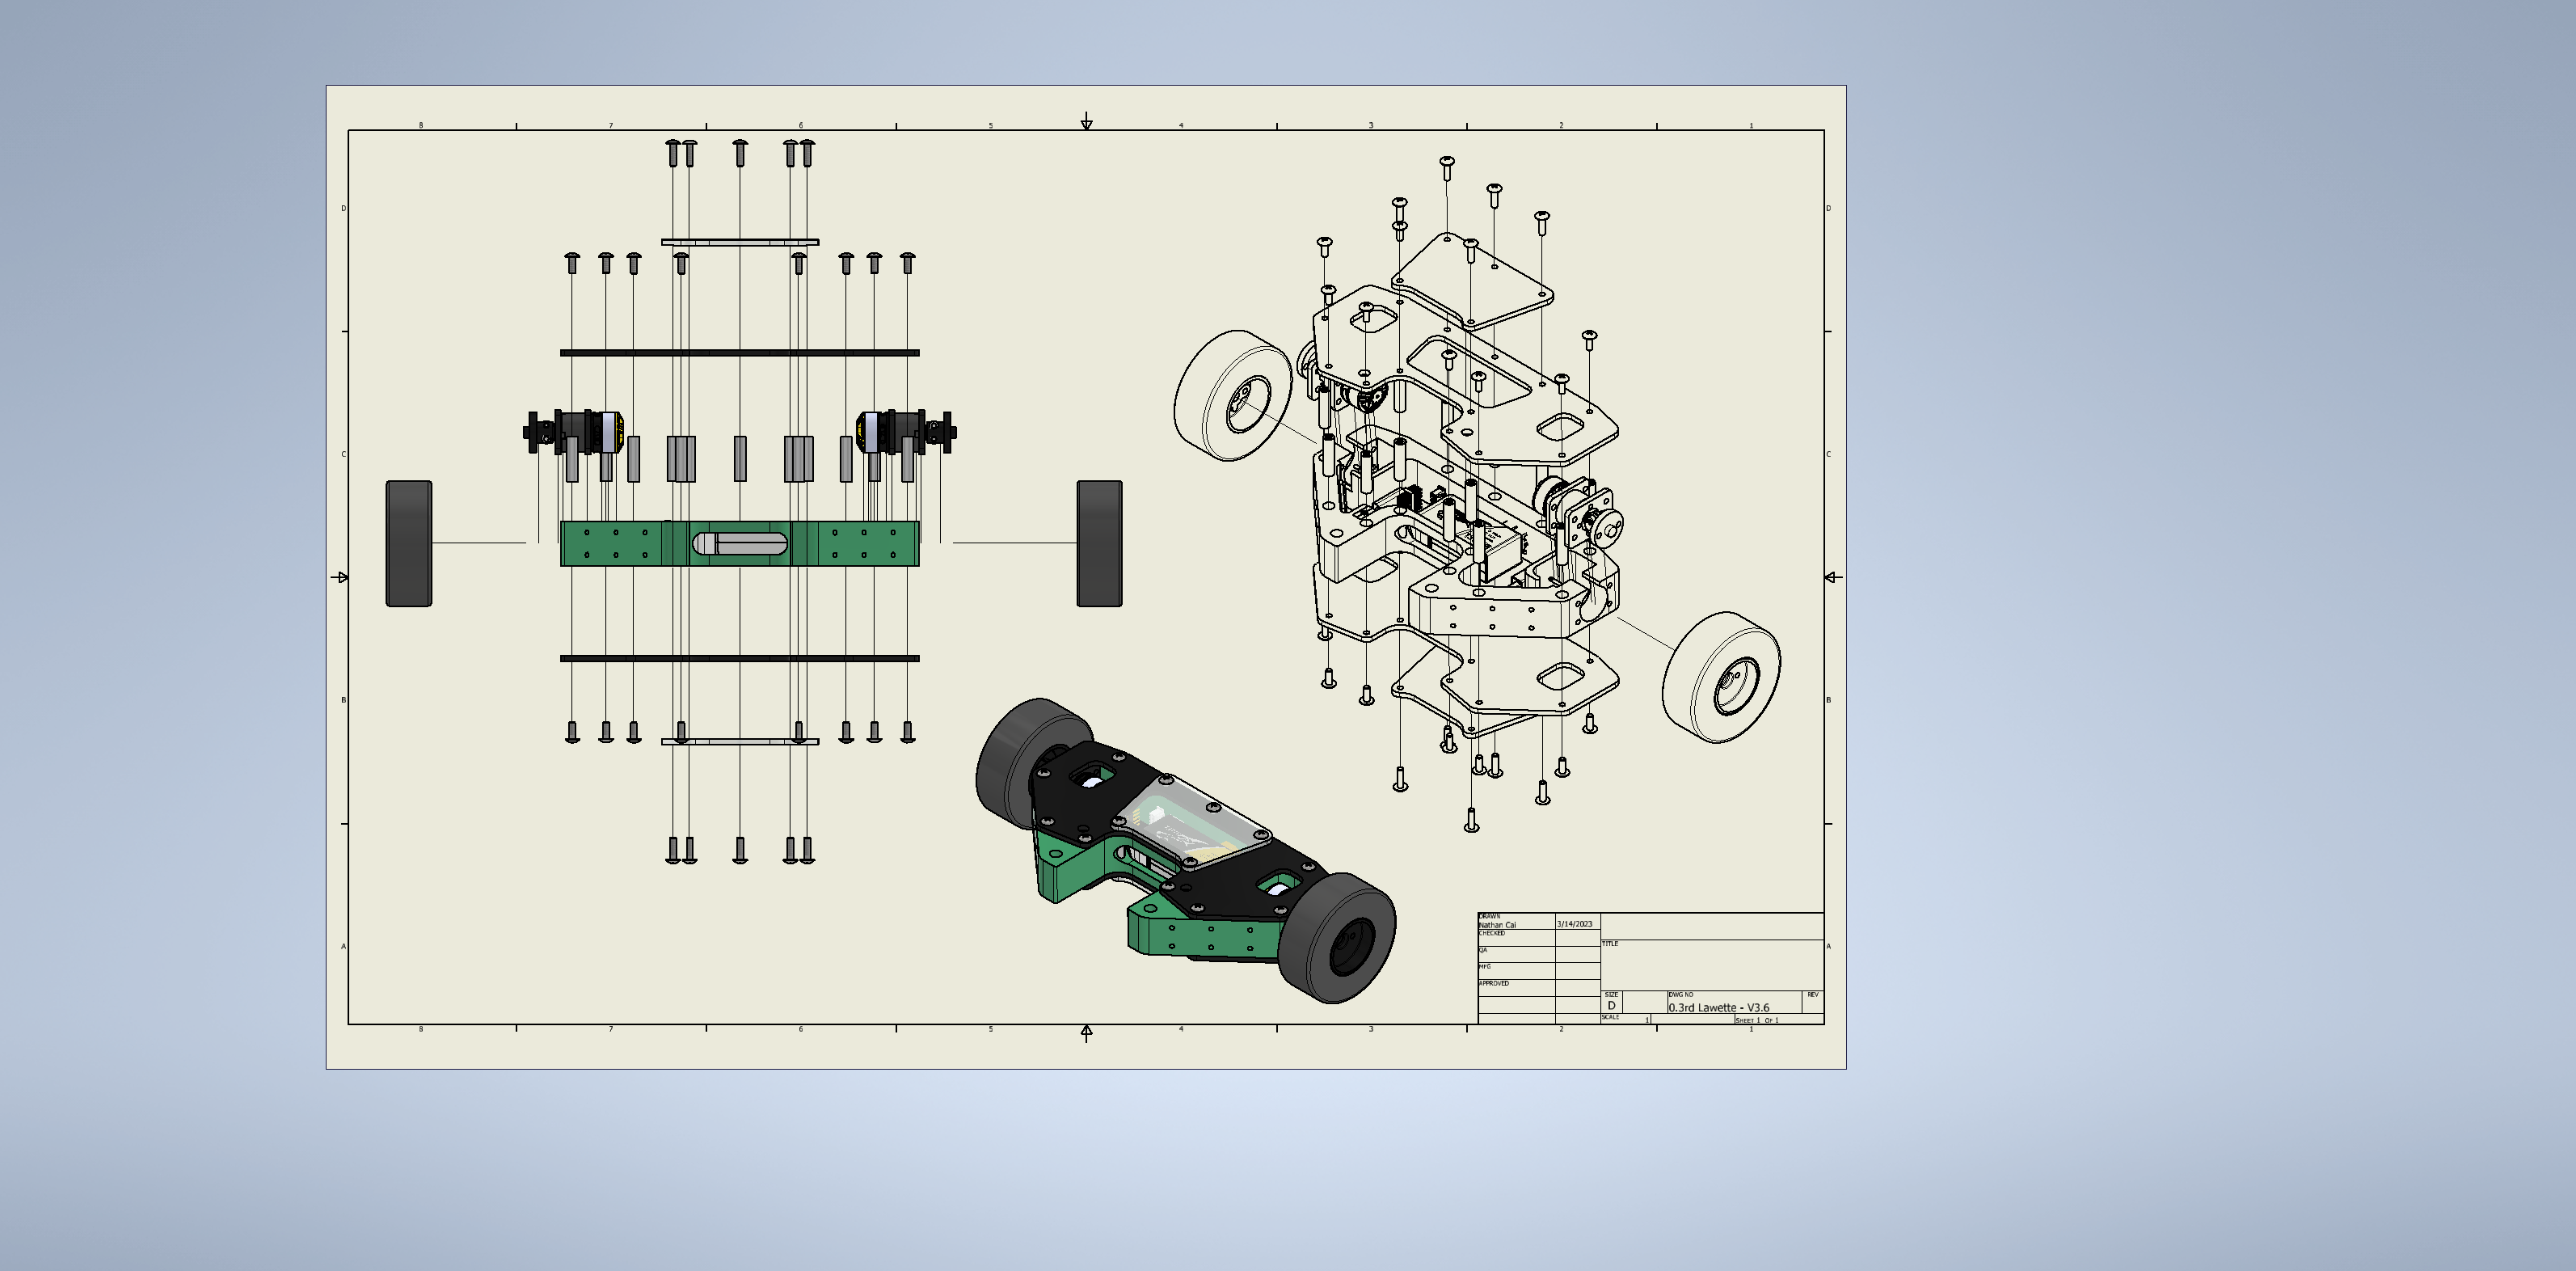 8 7 6 5 4 3 2 1
D D
C C
B B
A A
DRAWN
Nathan Cai 3/14/2023
CHECKED
QA
MFG
APPROVED
TITLE
SIZE
D
DWG NO
0.3rd Lawette - V3.6
REV
SCALE 1
SHEET 1 OF 1
8 7 6 5 4 3 2 1